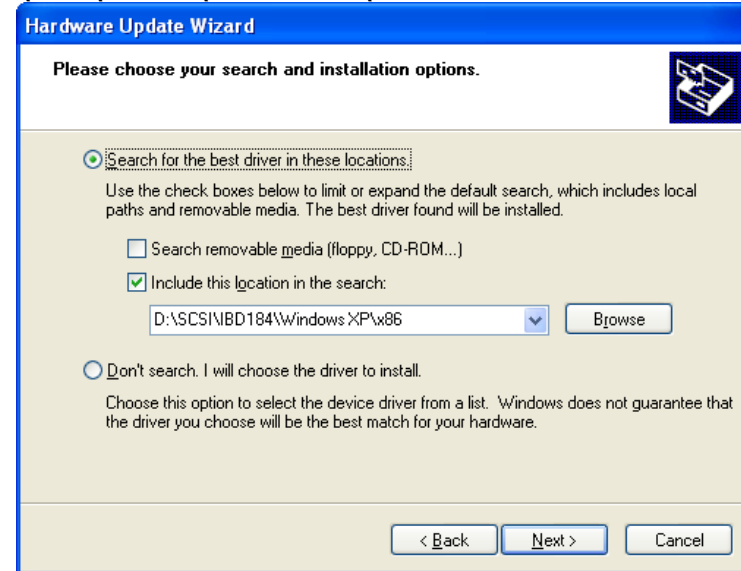 Hardware Update Wizard
Please choose your search and installation options.
Search for the best driver in these locations.
Use the check boxes below to limit or expand the default search, which includes local
paths and removable media. The best driver found will be installed.
Search removable media (floppy, CD-ROM...)
Include this location in the search:
D:\SCSI\IBD184\Windows XP\x86
Browse
Don't search. I will choose the driver to install.
Choose this option to select the device driver from a list. Windows does not guarantee that
the driver you choose will be the best match for your hardware.
< Back Next > Cancel